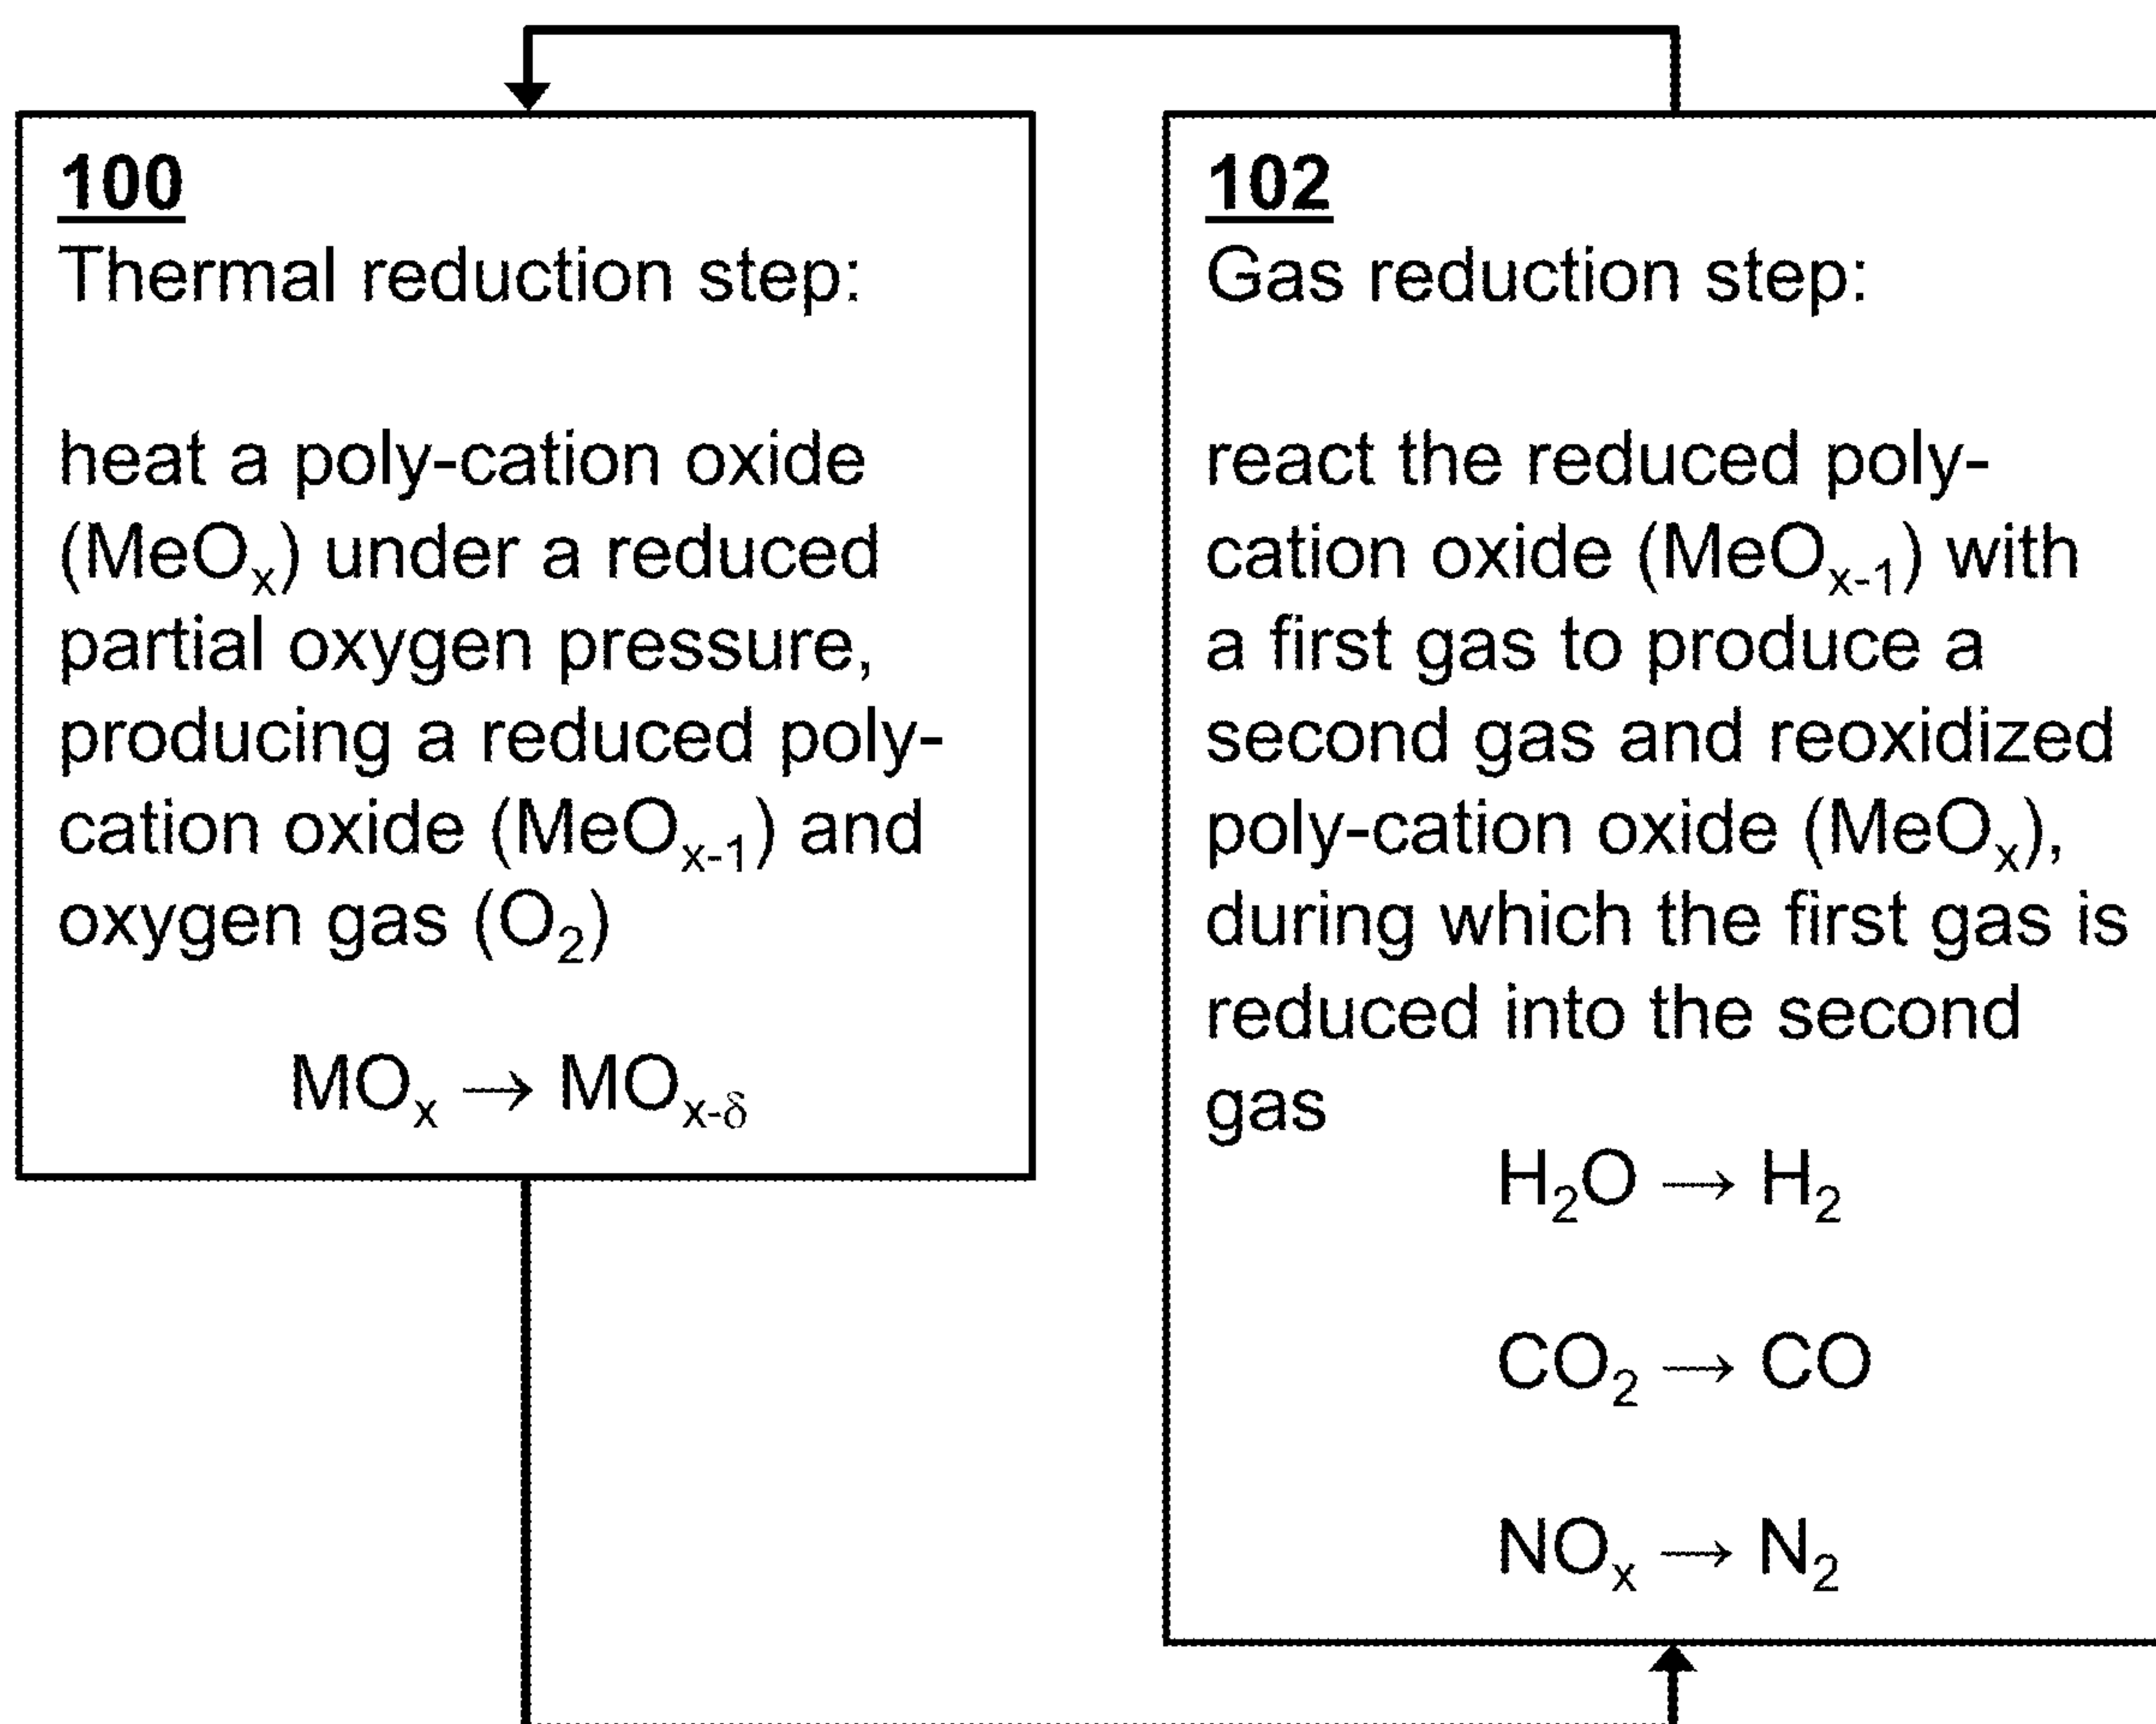 100
Thermal reduction step:
heat a poly-cation oxide
(MeOₓ) under a reduced
partial oxygen pressure,
producing a reduced poly-
cation oxide (MeOₓ₋₁) and
oxygen gas (O₂)
MOₓ → MOₓ₋δ
102
Gas reduction step:
react the reduced poly-
cation oxide (MeOₓ₋₁) with
a first gas to produce a
second gas and reoxidized
poly-cation oxide (MeOₓ),
during which the first gas is
reduced into the second
gas
H₂O → H₂
CO₂ → CO
NOₓ → N₂